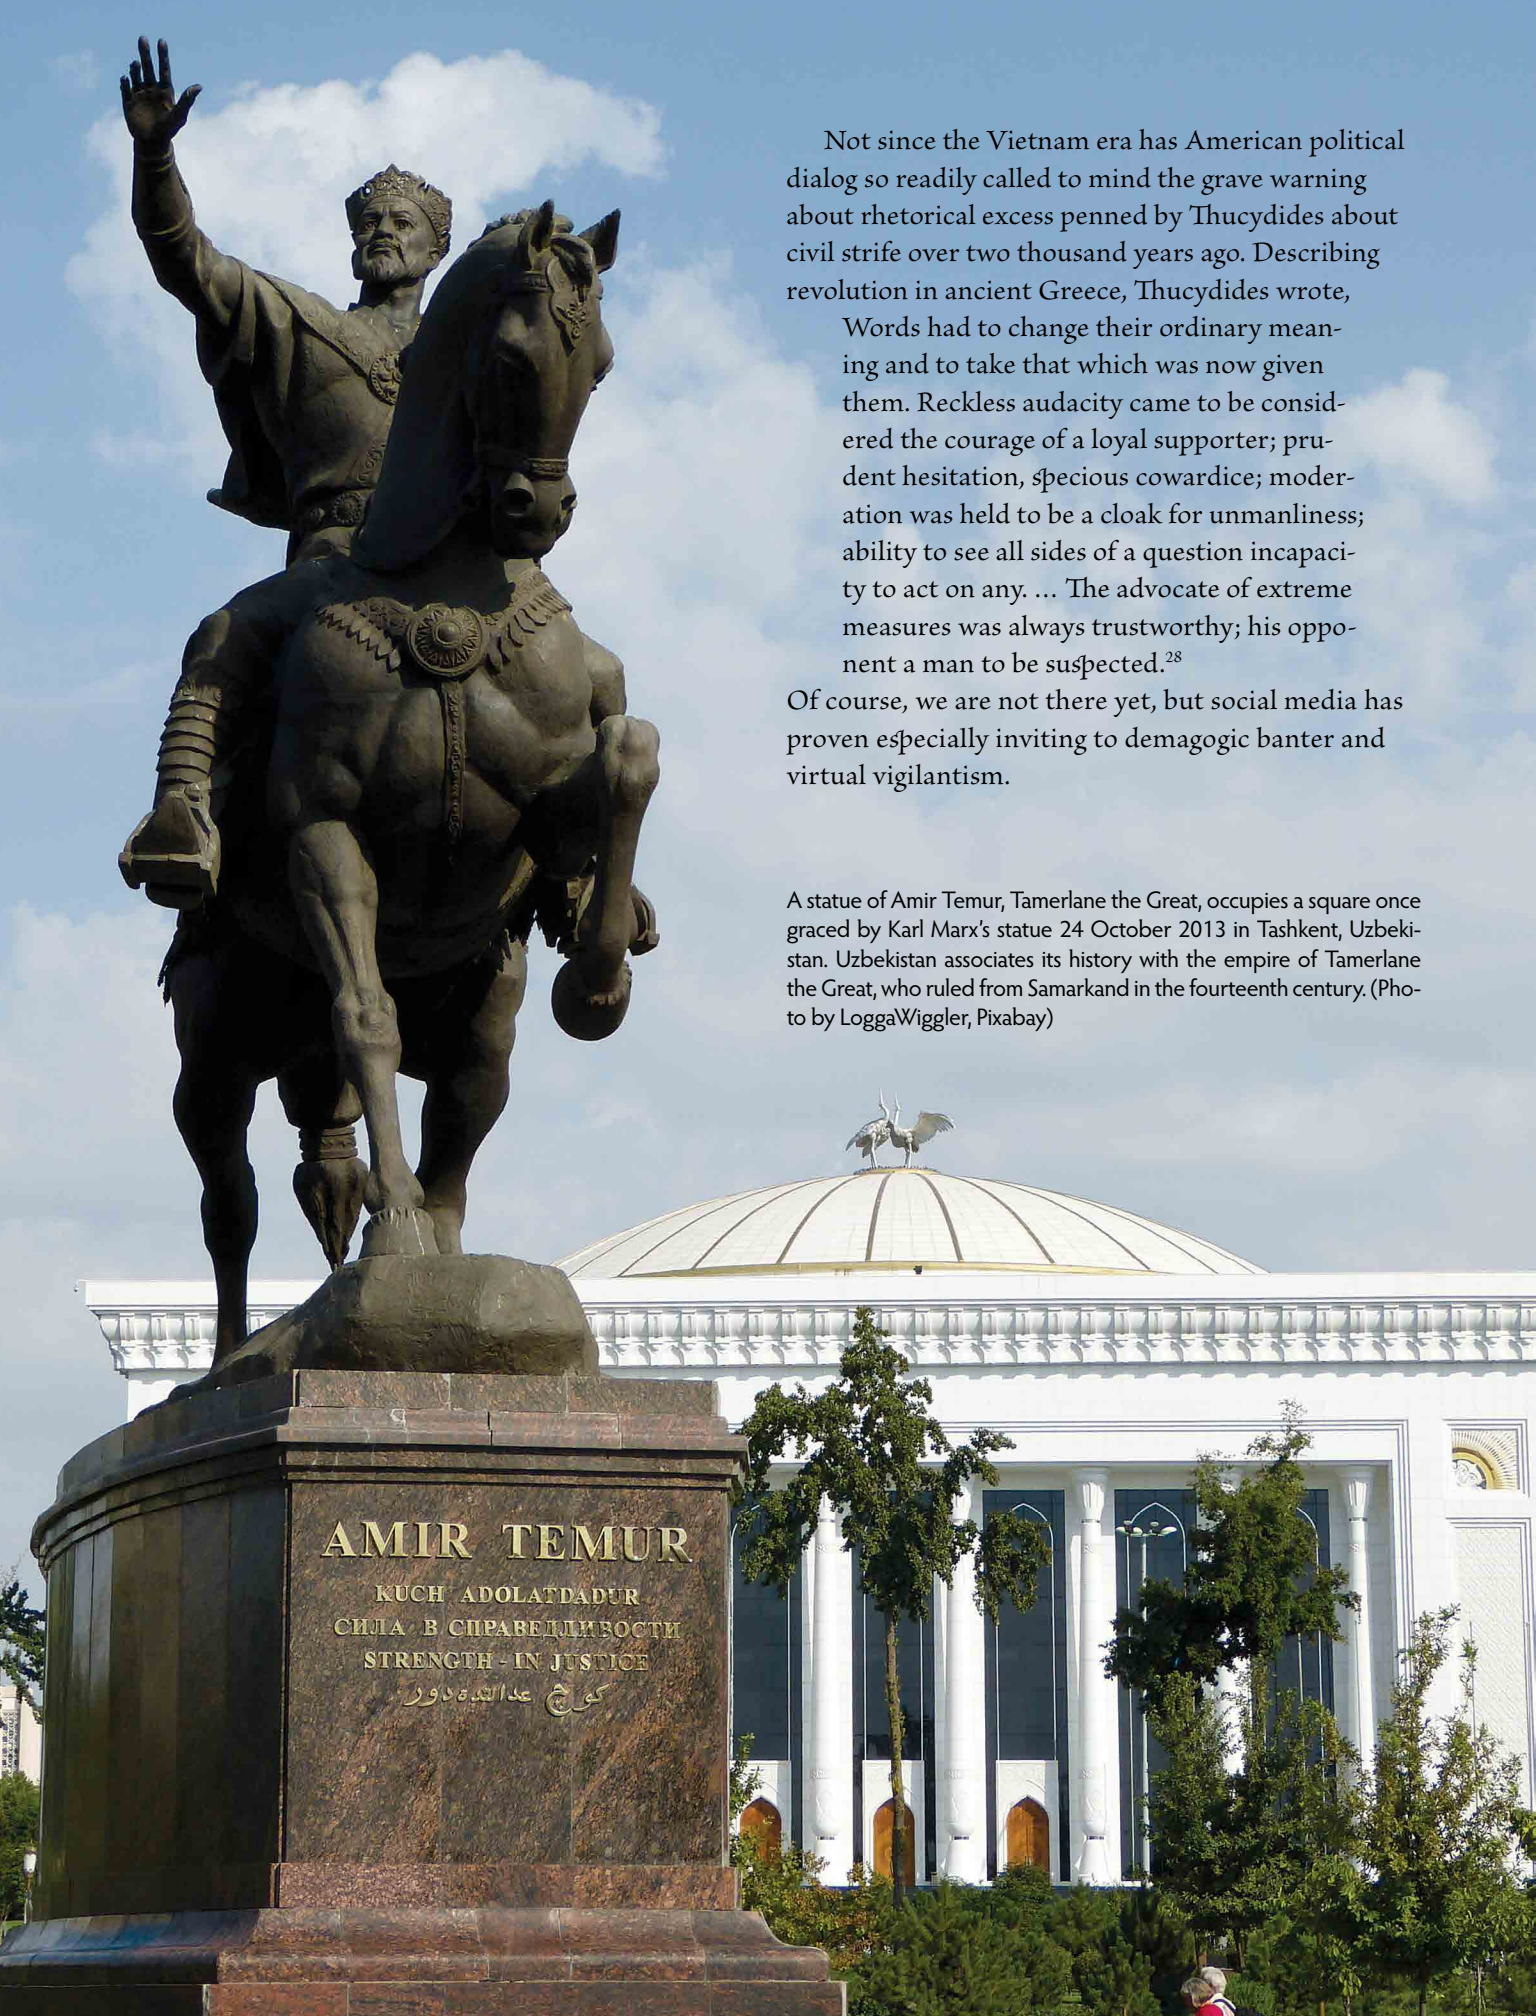 Not since the Vietnam era has American political
dialog so readily called to mind the grave warning
about rhetorical excess penned by Thucydides about
civil strife over two thousand years ago. Describing
revolution in ancient Greece, Thucydides wrote,
Words had to change their ordinary mean-
ing and to take that which was now given
them. Reckless audacity came to be consid-
ered the courage of a loyal supporter; pru-
dent hesitation, specious cowardice; moder-
ation was held to be a cloak for unmanliness;
ability to see all sides of a question incapaci-
ty to act on any. … The advocate of extreme
measures was always trustworthy; his oppo-
nent a man to be suspected.28
Of course, we are not there yet, but social media has
proven especially inviting to demagogic banter and
virtual vigilantism.
A statue of Amir Temur, Tamerlane the Great, occupies a square once
graced by Karl Marx's statue 24 October 2013 in Tashkent, Uzbeki-
stan. Uzbekistan associates its history with the empire of Tamerlane
the Great, who ruled from Samarkand in the fourteenth century. (Pho-
to by LoggaWiggler, Pixabay)
AMIR TEMUR
KUCH ADOLATDADUR
СИЛА В СПРАВЕДЛИВОСТИ
STRENGTH - IN JUSTICE
كوچ عدالتده دور